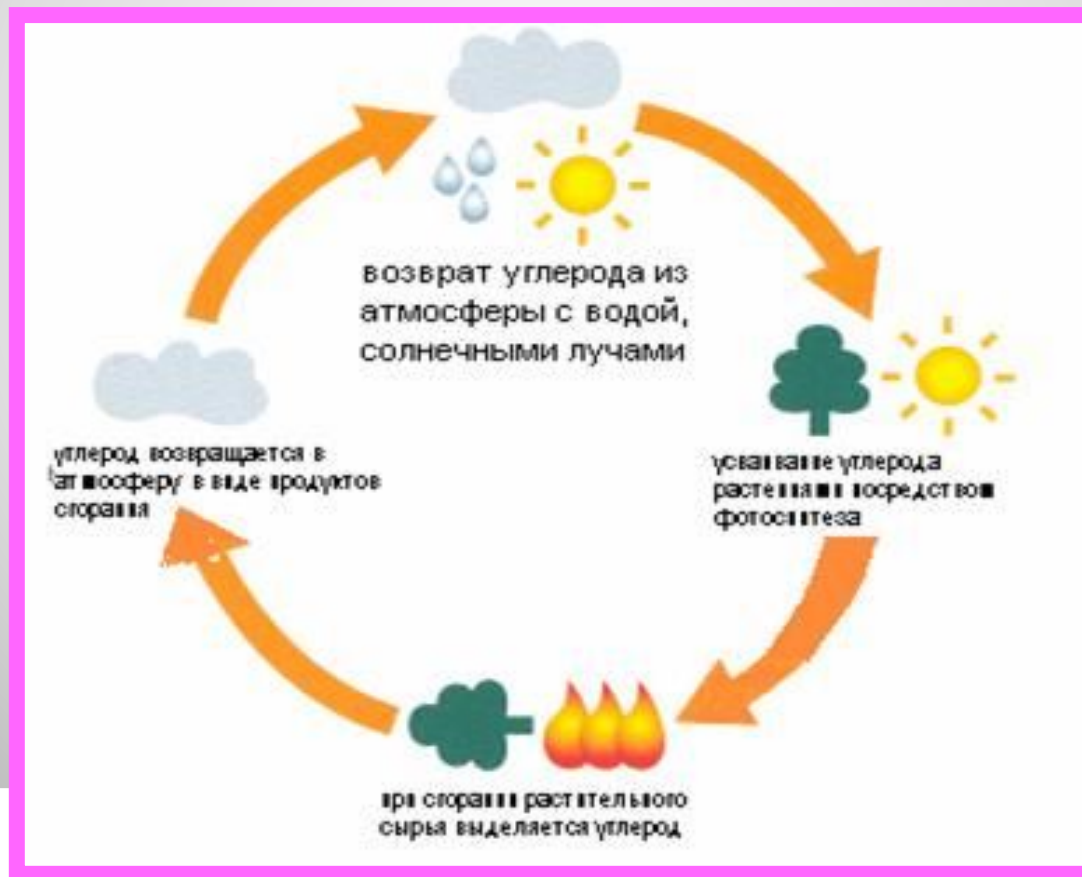 возврат углерода из
атмосферы с водой,
солнечными лучами
усваивание углерода
растениями посредством
фотосинтеза
при сгорании растительного
сырья выделяется углерод
углерод возвращается в
атмосферу в виде продуктов
сгорания